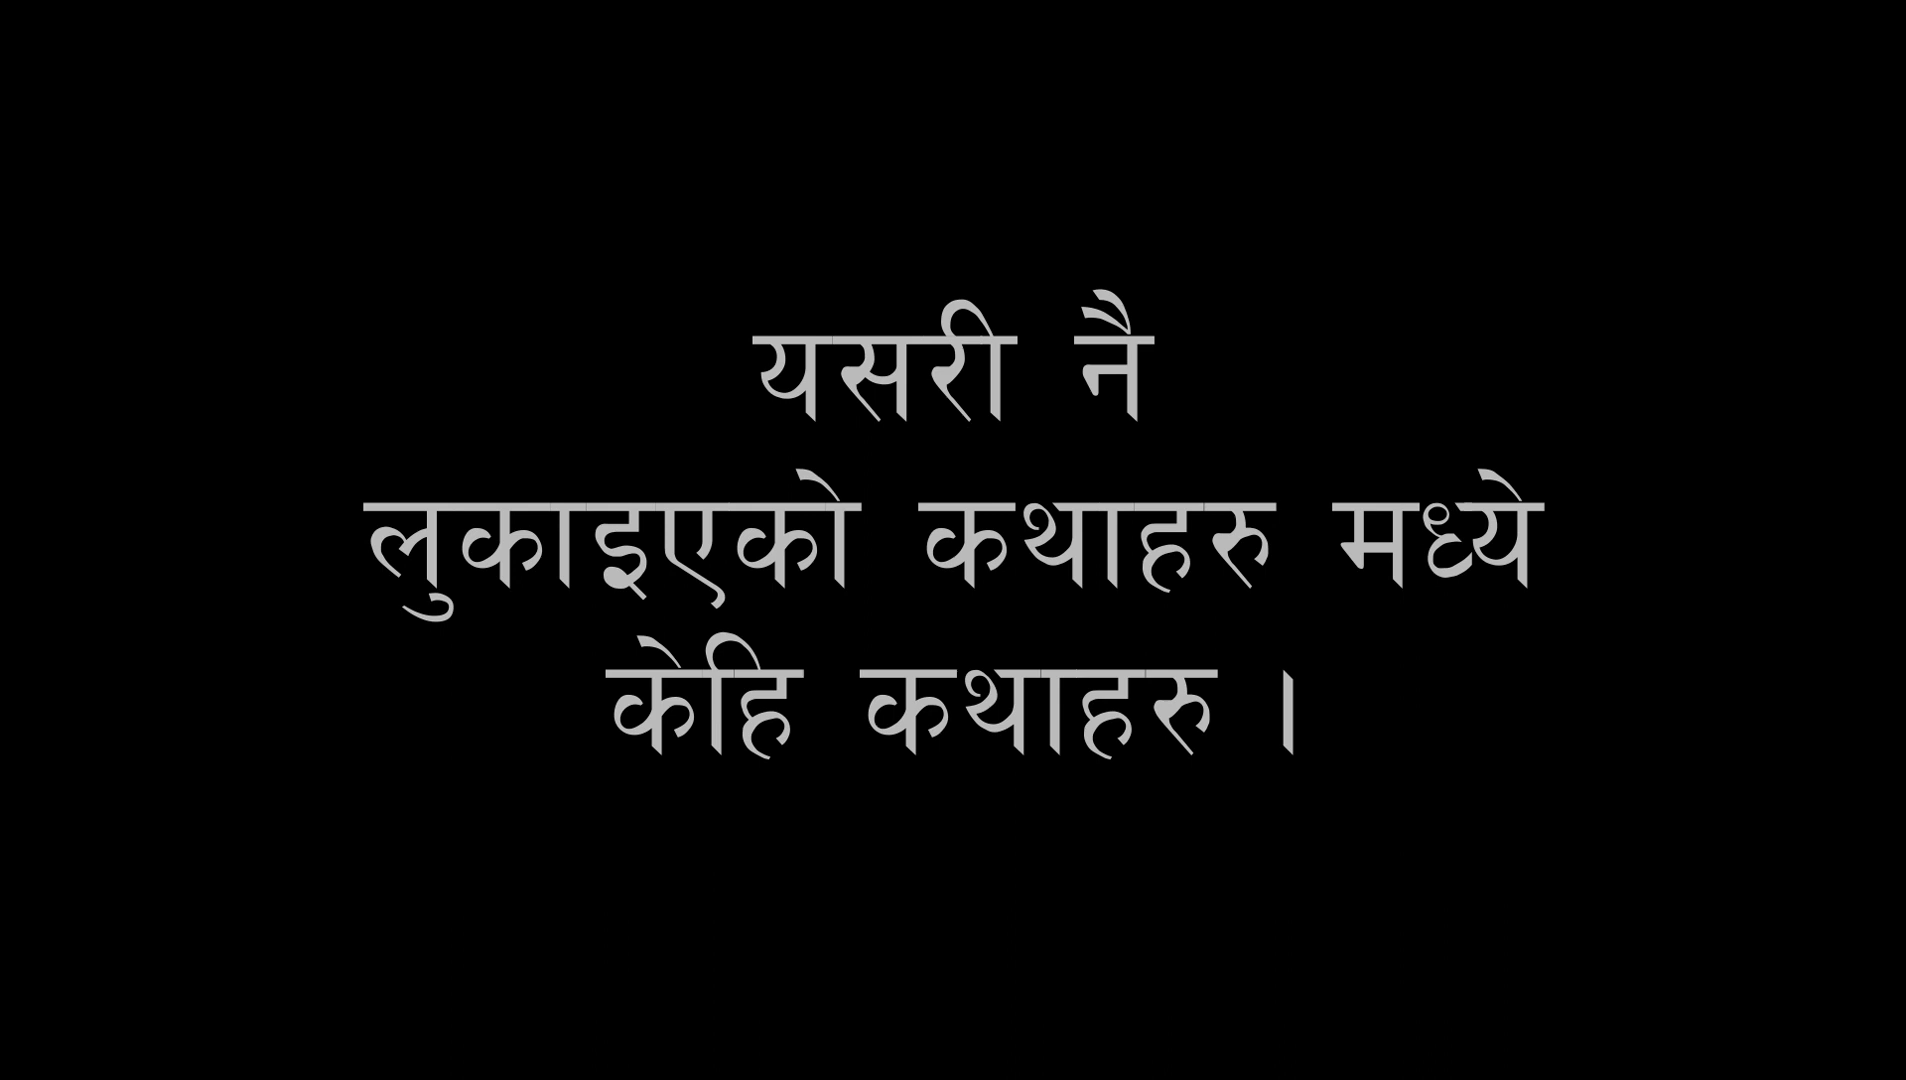 यसरी नै
लुकाइएको कथाहरु मध्ये
केहि कथाहरु ।